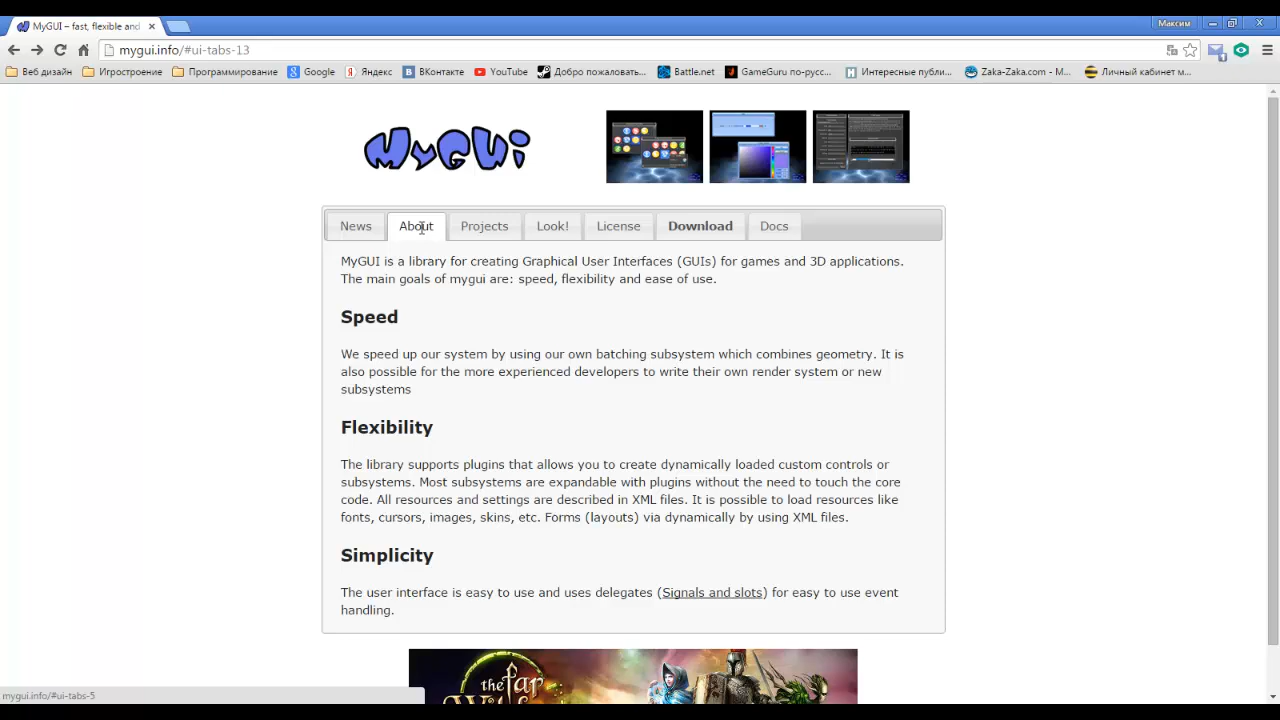 MyGUI – fast, flexible and
Максим
mygui.info/#ui-tabs-13
Веб дизайн
Игростроение
Программирование
Google
Яндекс
ВКонтакте
YouTube
Добро пожаловать...
Battle.net
GameGuru по-русс...
Интересные публи...
Zaka-Zaka.com - М...
Личный кабинет м...
MyGUI
News
About
Projects
Look!
License
Download
Docs
MyGUI is a library for creating Graphical User Interfaces (GUIs) for games and 3D applications.
The main goals of mygui are: speed, flexibility and ease of use.
Speed
We speed up our system by using our own batching subsystem which combines geometry. It is
also possible for the more experienced developers to write their own render system or new
subsystems
Flexibility
The library supports plugins that allows you to create dynamically loaded custom controls or
subsystems. Most subsystems are expandable with plugins without the need to touch the core
code. All resources and settings are described in XML files. It is possible to load resources like
fonts, cursors, images, skins, etc. Forms (layouts) via dynamically by using XML files.
Simplicity
The user interface is easy to use and uses delegates (Signals and slots) for easy to use event
handling.
the far
mygui.info/#ui-tabs-5